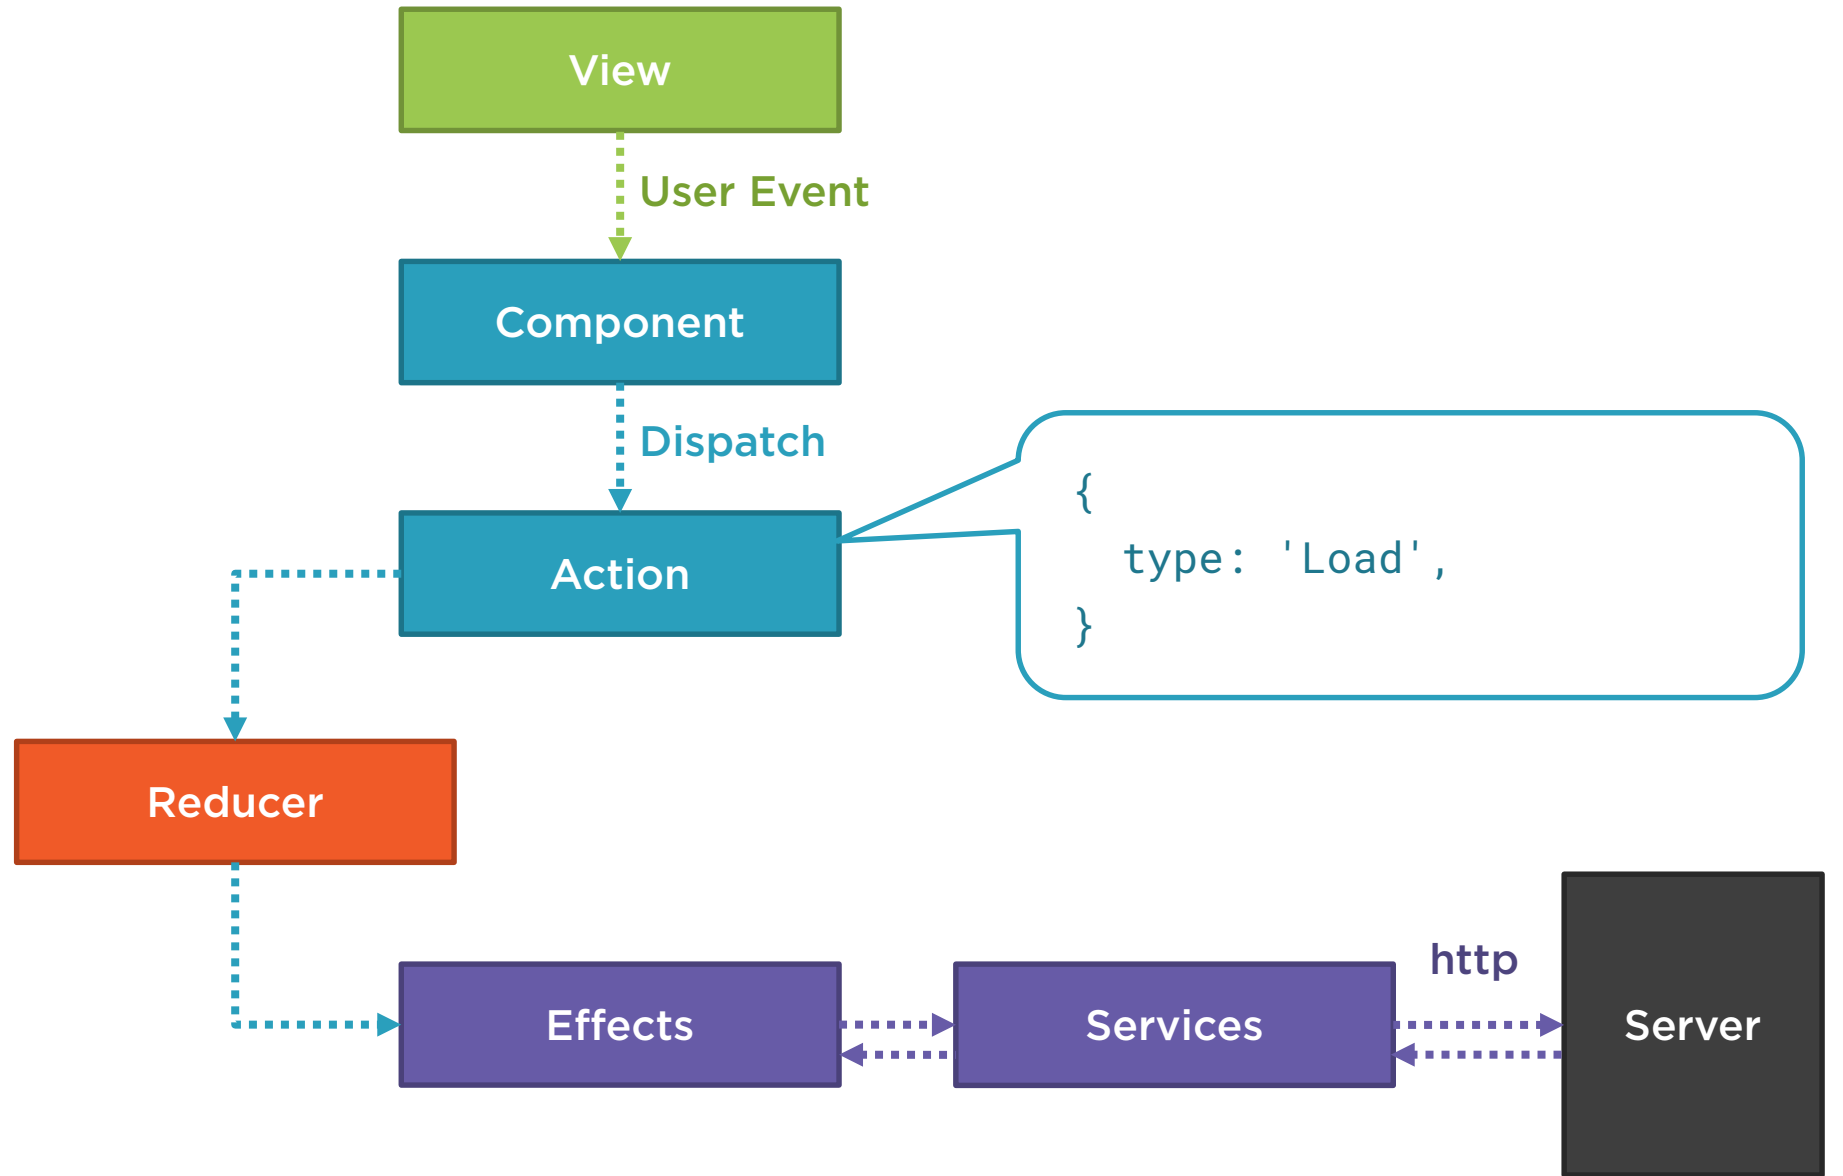 View
User Event
Component
Dispatch
{
type: 'Load',
}
Action
Reducer
http
Effects
Services
Server